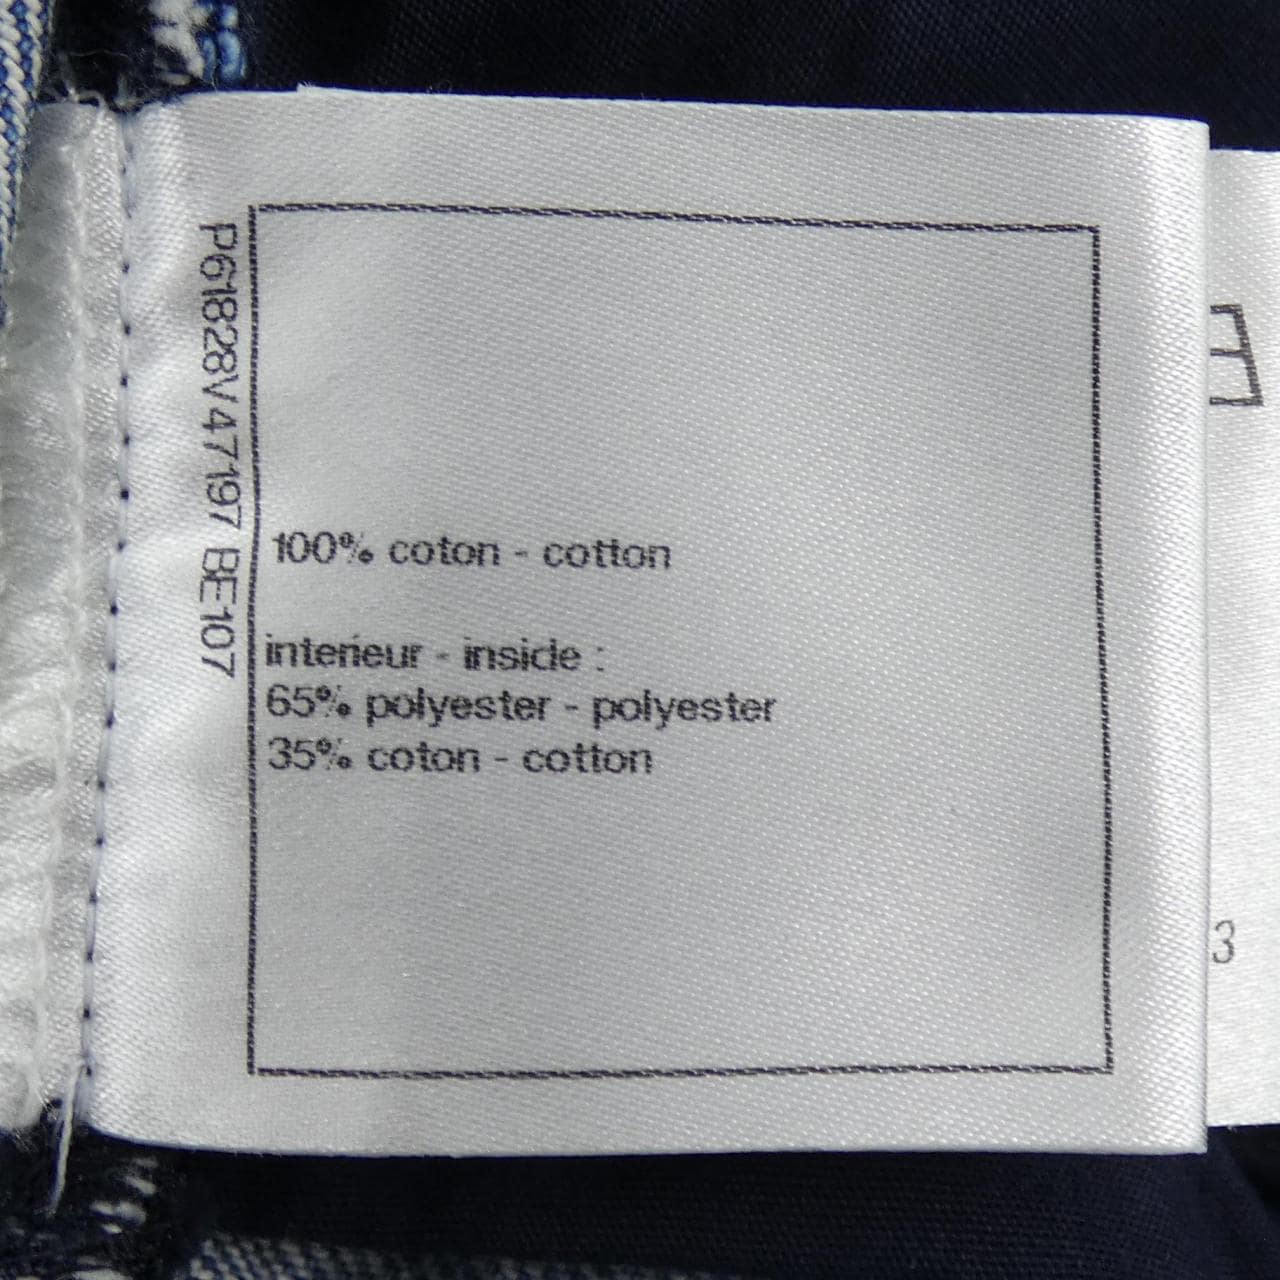 P61828V47197 BE107
100% coton - cotton
interieur - inside :
65% polyester - polyester
35% coton - cotton
3